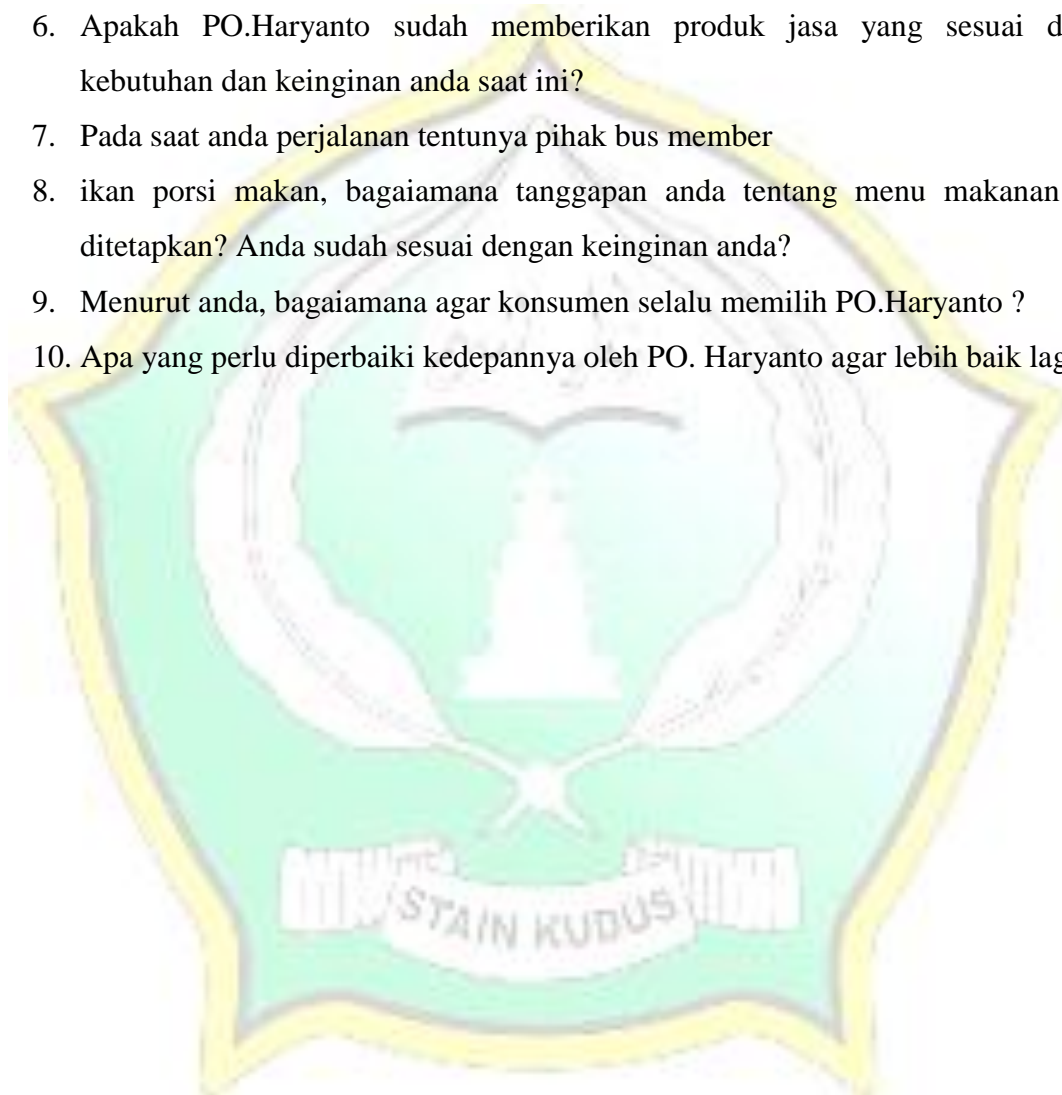 6. Apakah PO.Haryanto sudah memberikan produk jasa yang sesuai d
kebutuhan dan keinginan anda saat ini?
7. Pada saat anda perjalanan tentunya pihak bus member
8. ikan porsi makan, bagaiamana tanggapan anda tentang menu makanan
ditetapkan? Anda sudah sesuai dengan keinginan anda?
9. Menurut anda, bagaiamana agar konsumen selalu memilih PO.Haryanto ?
10. Apa yang perlu diperbaiki kedepannya oleh PO. Haryanto agar lebih baik lag
STAIN KUDUS